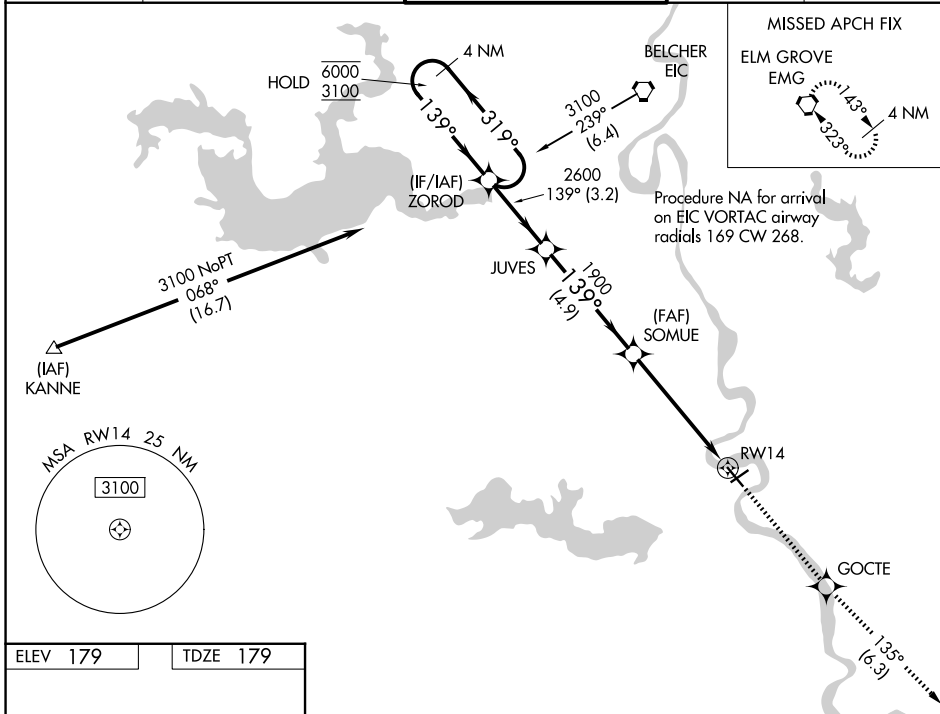 MISSED APCH FIX
ELM GROVE
EMG
143°
323°
4 NM
4 NM
HOLD
6000
3100
139°
319°
BELCHER
EIC
3100
239°
(6.4)
(IF/IAF)
ZOROD
2600
139° (3.2)
Procedure NA for arrival
on EIC VORTAC airway
radials 169 CW 268.
JUVES
1900
139°
(4.9)
3100 NoPT
068°
(16.7)
(IAF)
KANNE
(FAF)
SOMUE
MSA RW14 25 NM
3100
RW14
GOCTE
135°
(6.3)
ELEV 179
TDZE 179